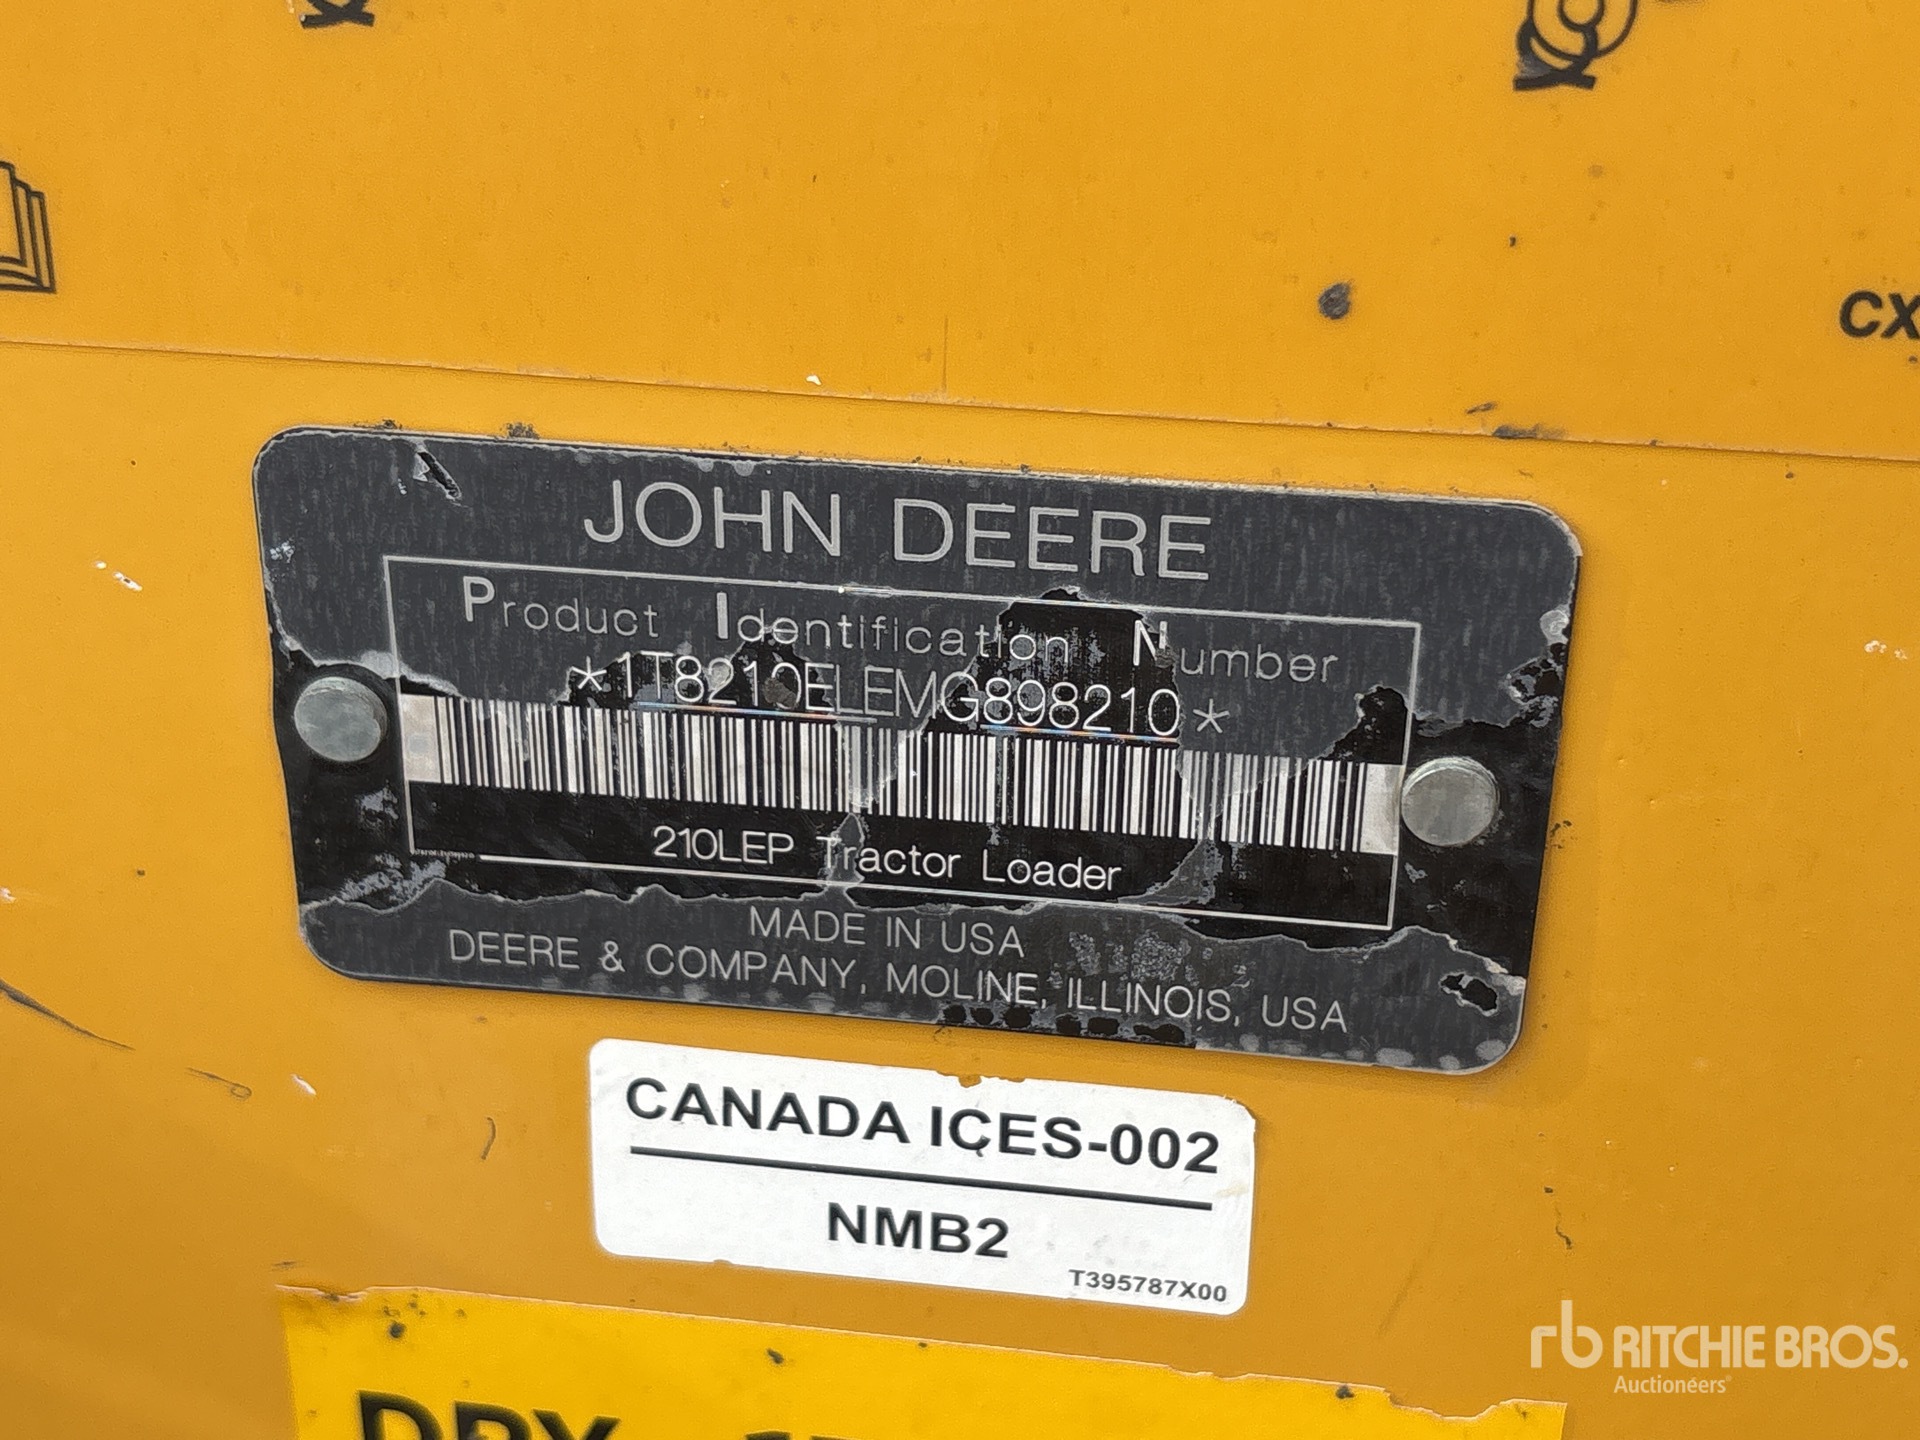 CX
JOHN DEERE
Product Identification Number
*1T8210ELEMG898210*
210LEP Tractor Loader
MADE IN USA
DEERE & COMPANY, MOLINE, ILLINOIS, USA
CANADA ICES-002
NMB2
T395787X00
rb RITCHIE BROS.
Auctioneers